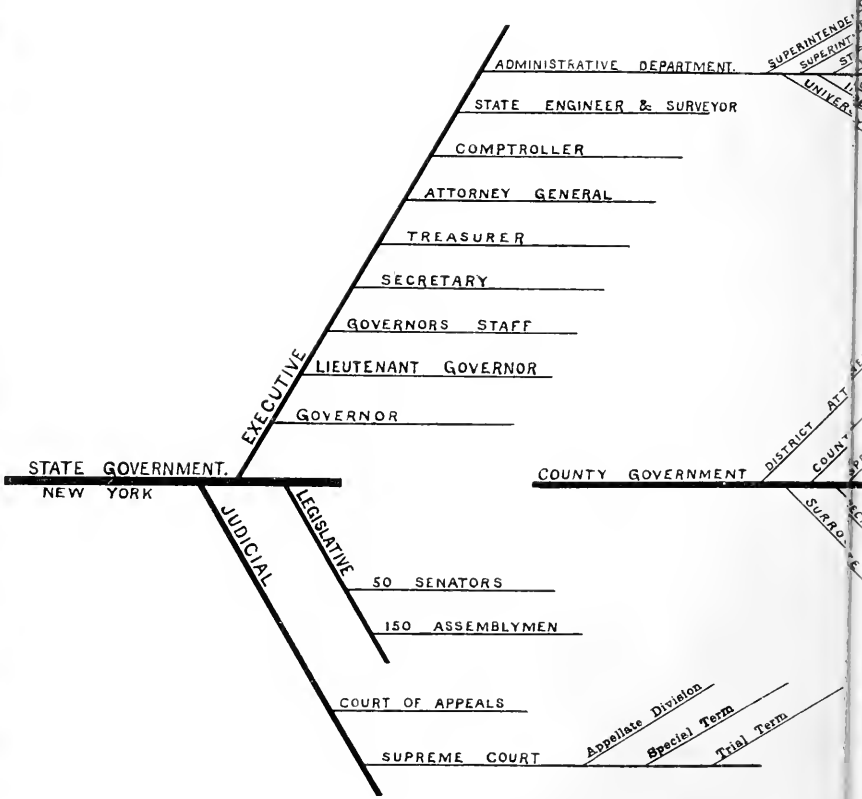 ADMINISTRATIVE DEPARTMENT.
STATE ENGINEER & SURVEYOR
COMPTROLLER
ATTORNEY GENERAL
TREASURER
SECRETARY
GOVERNORS STAFF
LIEUTENANT GOVERNOR
GOVERNOR
EXECUTIVE
STATE GOVERNMENT.
NEW YORK
JUDICIAL
LEGISLATIVE
50 SENATORS
150 ASSEMBLYMEN
COURT OF APPEALS
SUPREME COURT
Appellate Division
Special Term
Trial Term
COUNTY GOVERNMENT
DISTRICT ATT